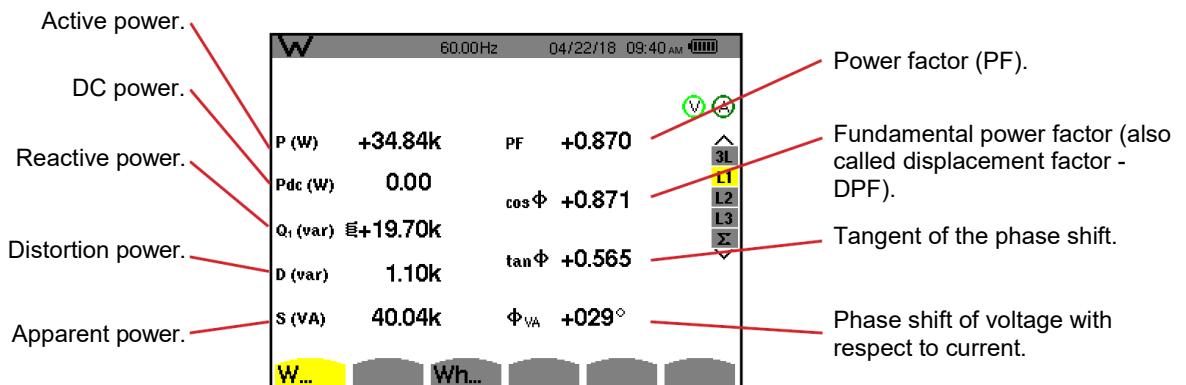 Active power.
DC power.
Reactive power.
Distortion power.
Apparent power.
W 60.00Hz 04/22/18 09:40 AM
V A
P (W) +34.84k PF +0.870
Pdc (W) 0.00
cosΦ +0.871
Q₁ (var) +19.70k
tanΦ +0.565
D (var) 1.10k
S (VA) 40.04k ΦVA +029°
3L
L1
L2
L3
Σ
W... Wh...
Power factor (PF).
Fundamental power factor (also
called displacement factor -
DPF).
Tangent of the phase shift.
Phase shift of voltage with
respect to current.